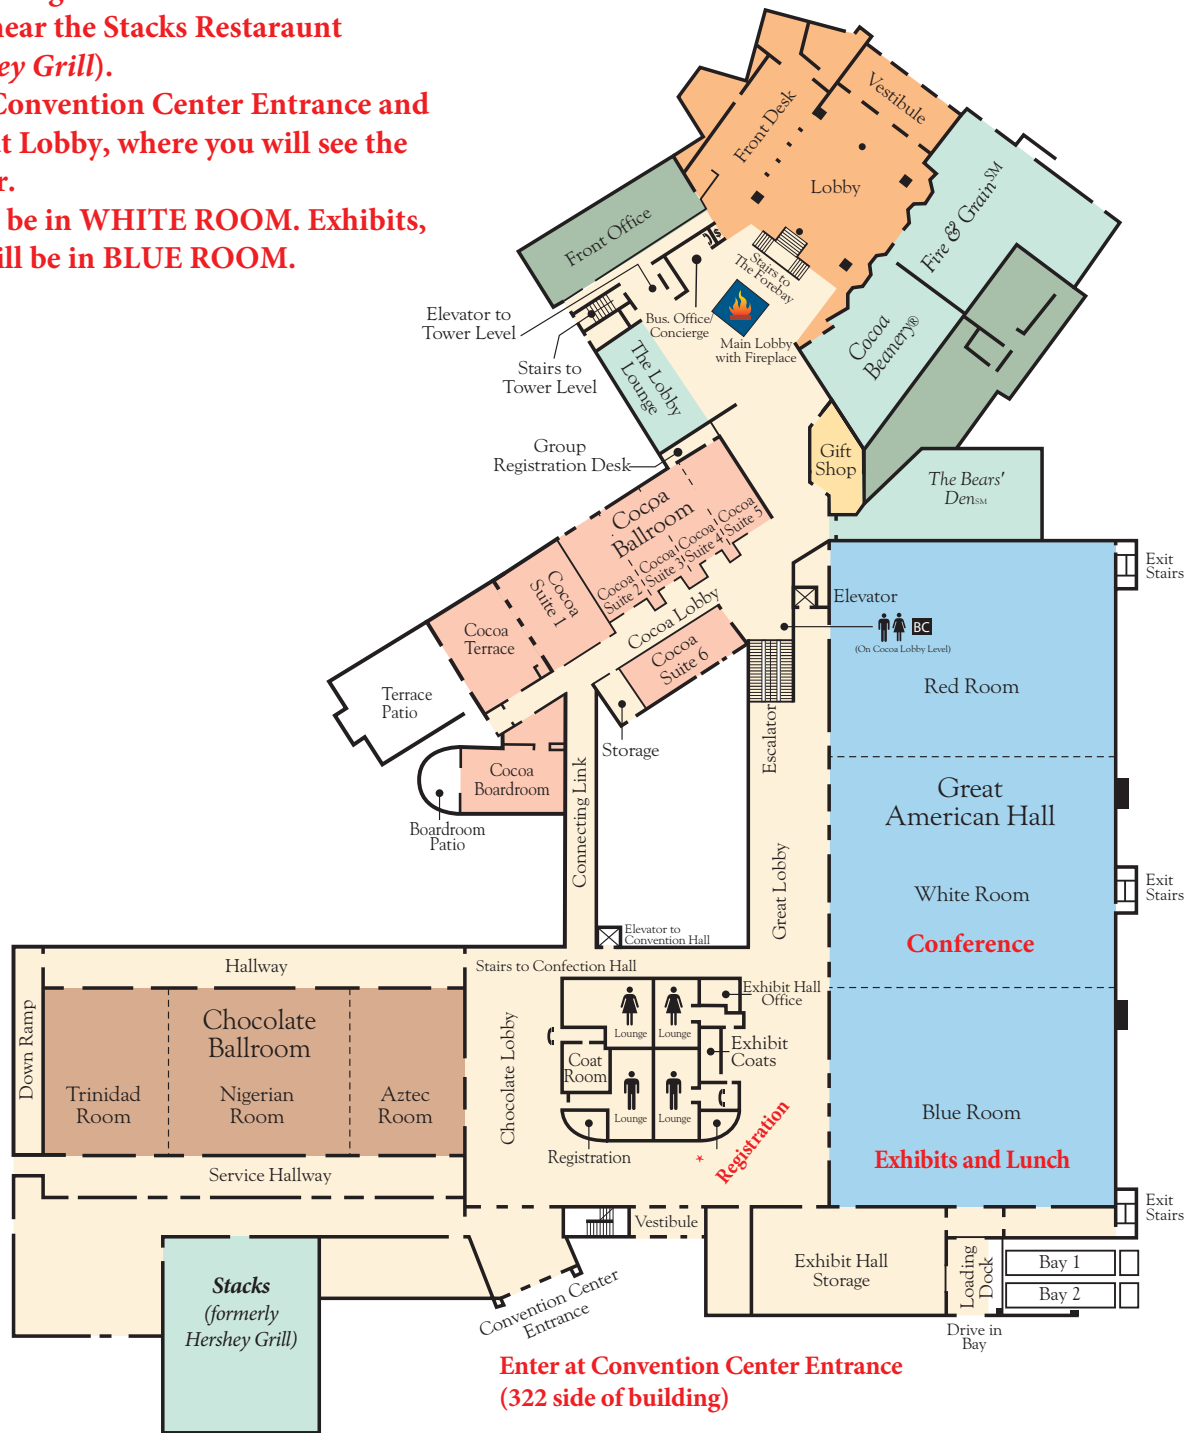 near the Stacks Restaraunt
ey Grill).
Convention Center Entrance and
at Lobby, where you will see the
r.
be in WHITE ROOM. Exhibits,
ill be in BLUE ROOM.
Vestibule
Front Desk
Lobby
Fire & Grain SM
Front Office
Stairs to
The Forebay
Elevator to
Tower Level
Bus. Office/
Concierge
Main Lobby
with Fireplace
Cocoa
Beanery®
Stairs to
Tower Level
The Lobby
Lounge
Group
Registration Desk
Gift
Shop
The Bears'
Den SM
Cocoa
Ballroom
Cocoa
Suite 1
Cocoa
Suite 2
Cocoa
Suite 3
Cocoa
Suite 4
Cocoa
Suite 5
Exit
Stairs
Elevator
BC
(On Cocoa Lobby Level)
Cocoa Lobby
Cocoa
Terrace
Cocoa
Suite 6
Red Room
Terrace
Patio
Storage
Escalator
Cocoa
Boardroom
Boardroom
Patio
Connecting Link
Great
American Hall
Great Lobby
White Room
Exit
Stairs
Conference
Elevator to
Convention Hall
Hallway
Stairs to Confection Hall
Exhibit Hall
Office
Down Ramp
Chocolate
Ballroom
Chocolate Lobby
Lounge
Lounge
Exhibit
Coats
Coat
Room
Trinidad
Room
Nigerian
Room
Aztec
Room
Lounge
Lounge
Blue Room
Registration
Registration
Exhibits and Lunch
Service Hallway
Vestibule
Exit
Stairs
Exhibit Hall
Storage
Loading
Dock
Bay 1
Bay 2
Stacks
(formerly
Hershey Grill)
Convention Center
Entrance
Drive in
Bay
Enter at Convention Center Entrance
(322 side of building)